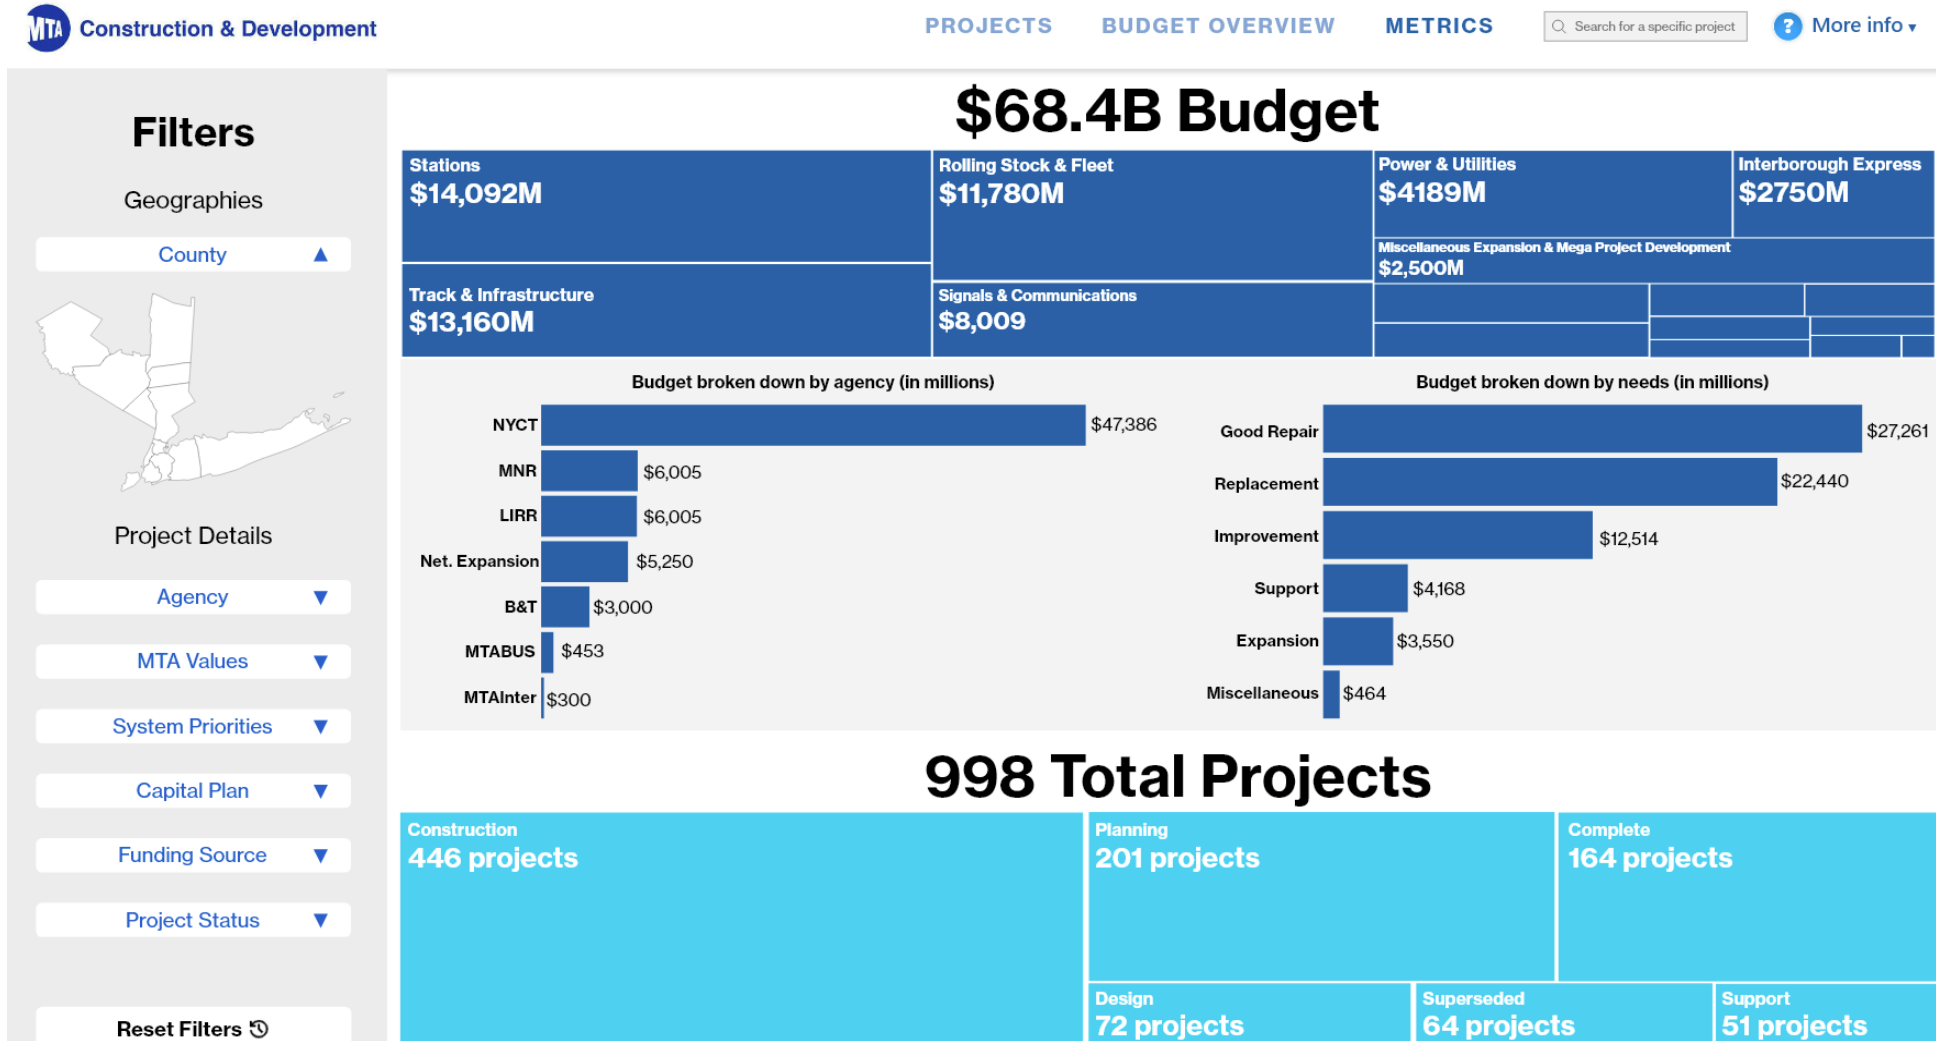 MTA Construction & Development
PROJECTS BUDGET OVERVIEW METRICS Search for a specific project ? More info ▾
Filters
Geographies
County ▲
Project Details
Agency ▼
MTA Values ▼
System Priorities ▼
Capital Plan ▼
Funding Source ▼
Project Status ▼
Reset Filters
$68.4B Budget
Stations
$14,092M
Rolling Stock & Fleet
$11,780M
Power & Utilities
$4189M
Interborough Express
$2750M
Miscellaneous Expansion & Mega Project Development
$2,500M
Track & Infrastructure
$13,160M
Signals & Communications
$8,009
Budget broken down by agency (in millions)
NYCT $47,386
MNR $6,005
LIRR $6,005
Net. Expansion $5,250
B&T $3,000
MTABUS $453
MTAInter $300
Budget broken down by needs (in millions)
Good Repair $27,261
Replacement $22,440
Improvement $12,514
Support $4,168
Expansion $3,550
Miscellaneous $464
998 Total Projects
Construction
446 projects
Planning
201 projects
Complete
164 projects
Design
72 projects
Superseded
64 projects
Support
51 projects